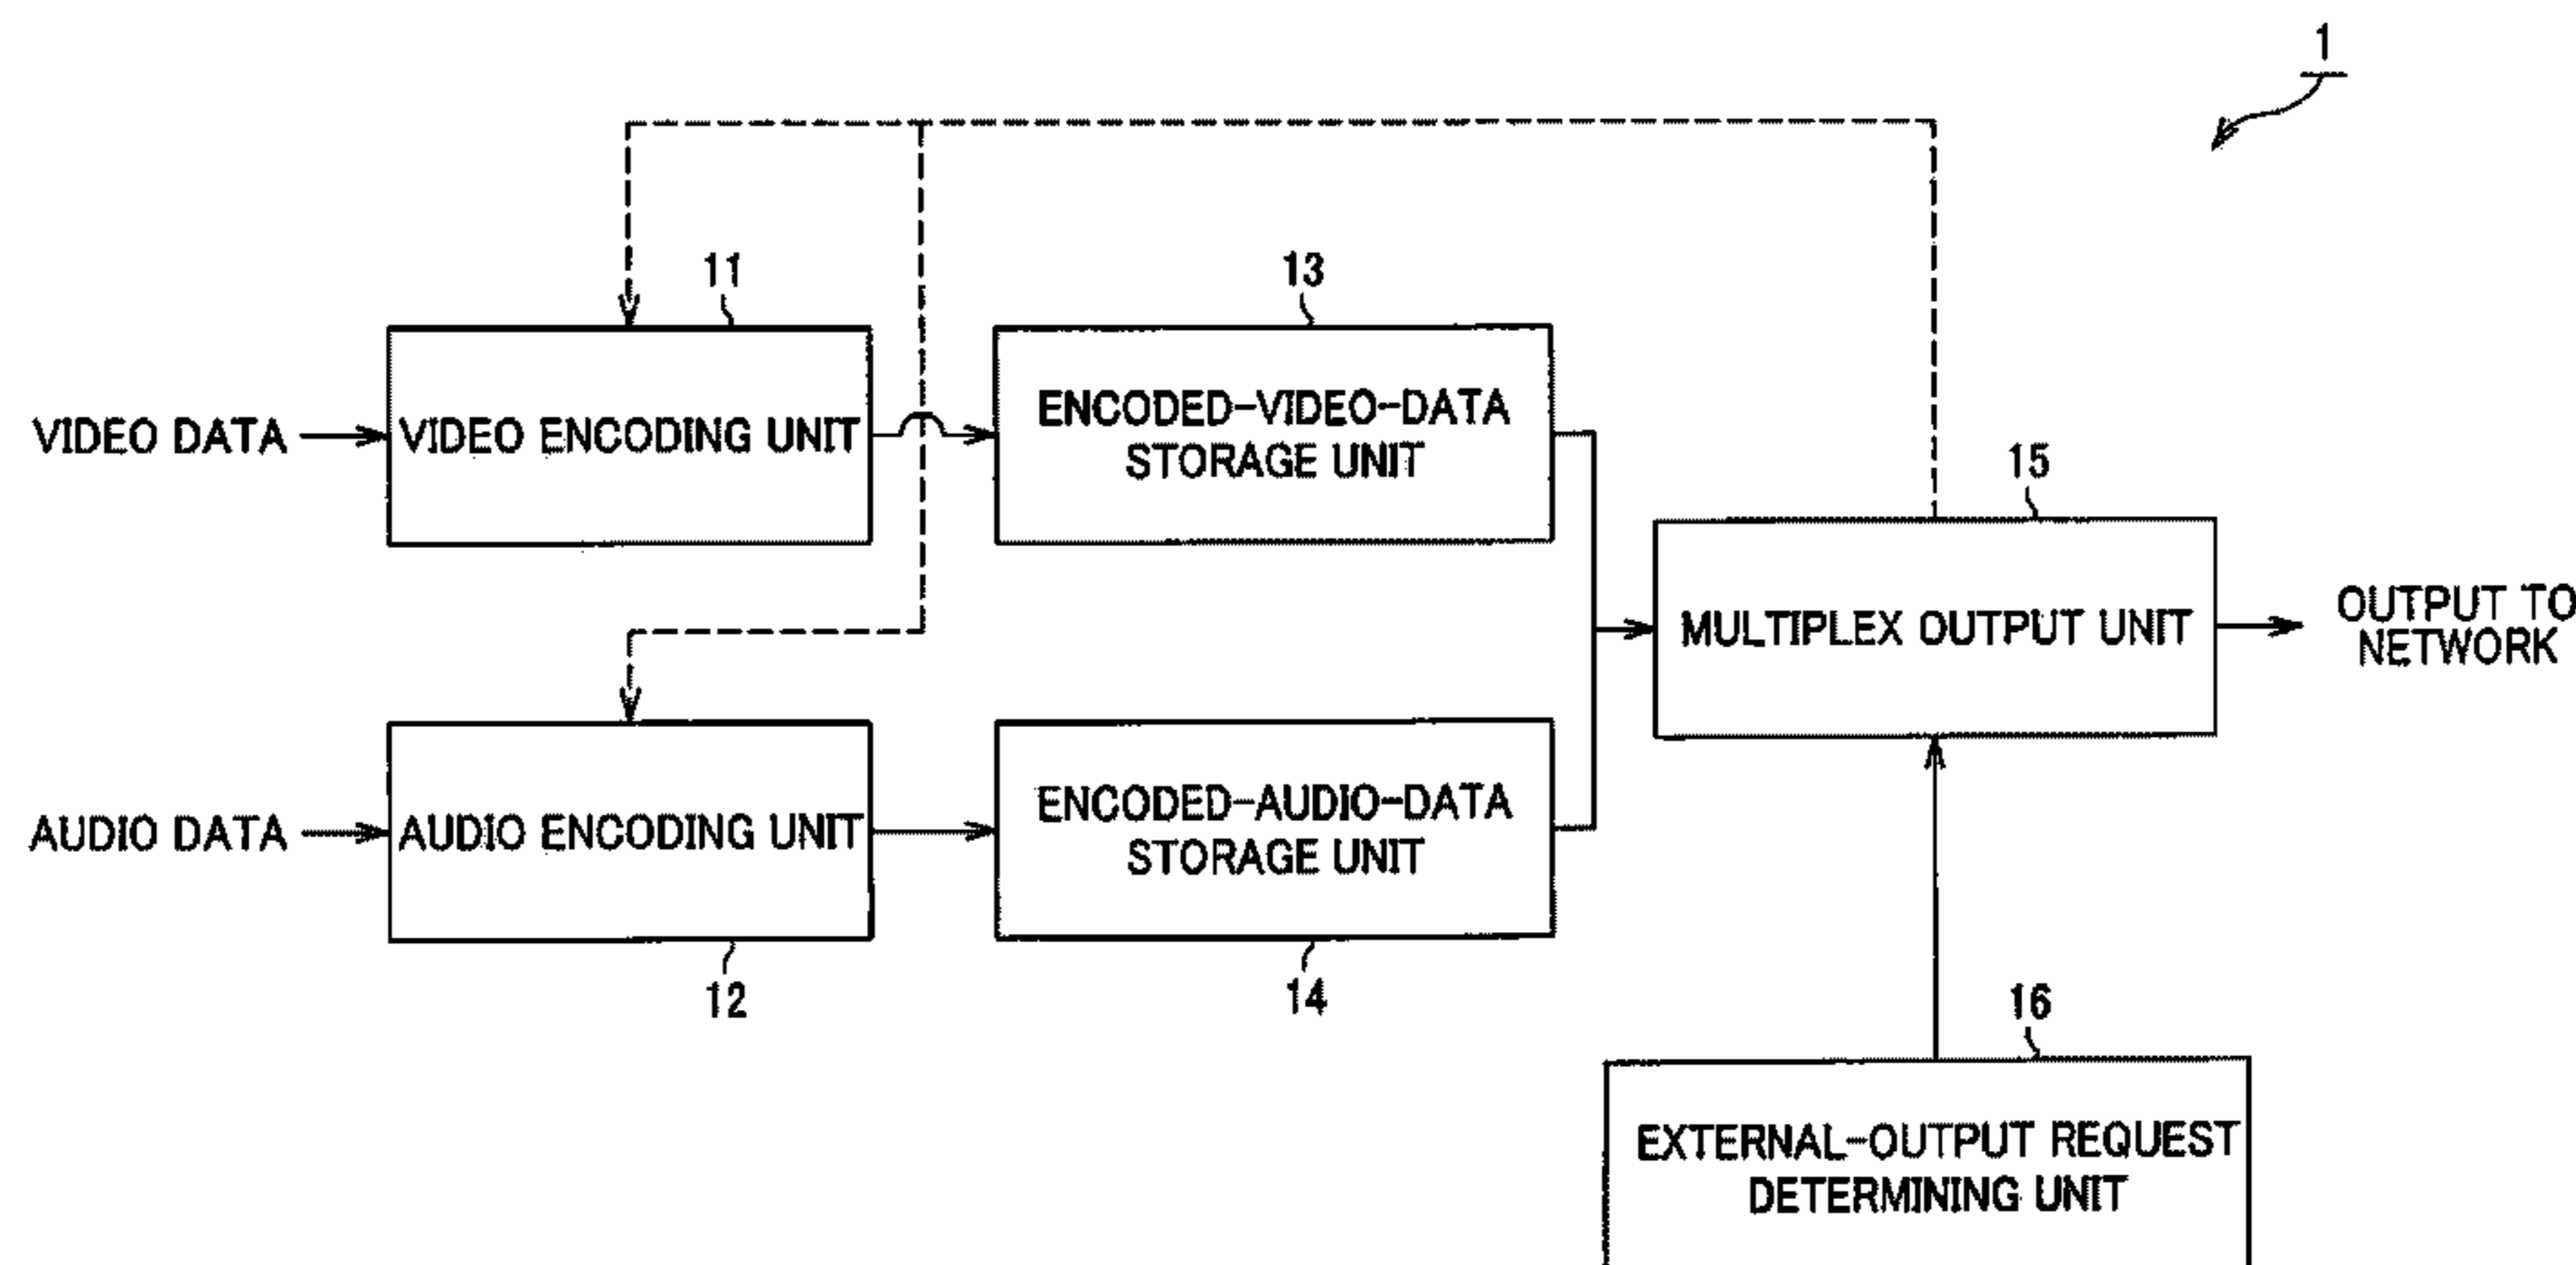 1
11
13
VIDEO DATA
VIDEO ENCODING UNIT
ENCODED-VIDEO-DATA
STORAGE UNIT
15
MULTIPLEX OUTPUT UNIT
OUTPUT TO
NETWORK
AUDIO DATA
AUDIO ENCODING UNIT
ENCODED-AUDIO-DATA
STORAGE UNIT
12
14
16
EXTERNAL-OUTPUT REQUEST
DETERMINING UNIT